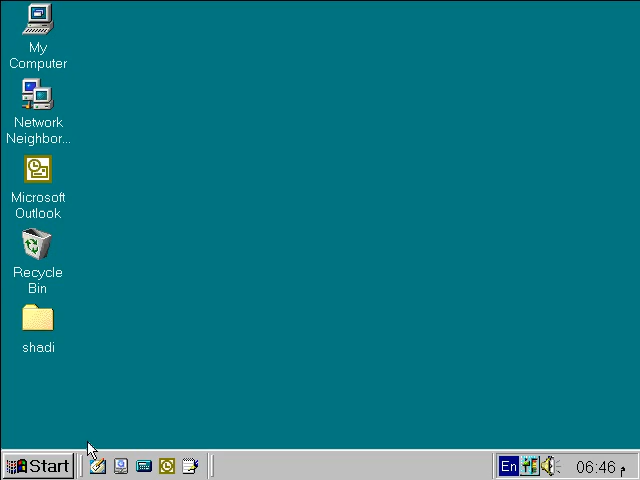 My
Computer
Network
Neighbor...
Microsoft
Outlook
Recycle
Bin
shadi
Start
En
06:46 م